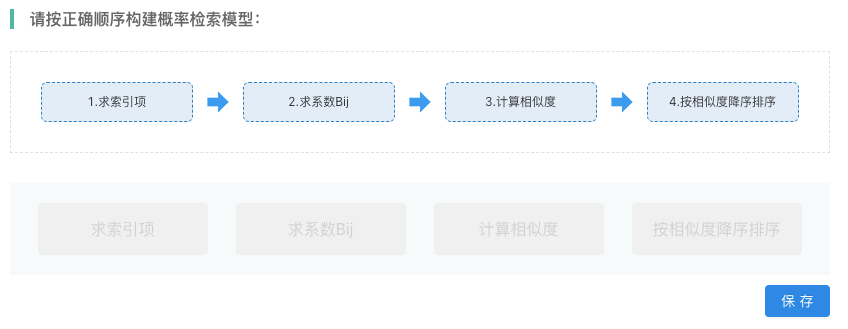 请按正确顺序构建概率检索模型：
1.求索引项
2.求系数Bij
3.计算相似度
4.按相似度降序排序
求索引项
求系数Bij
计算相似度
按相似度降序排序
保 存